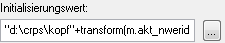 Initialisierungswert:
"d:\crps\kopf"+transform(m.akt_nwerid
...